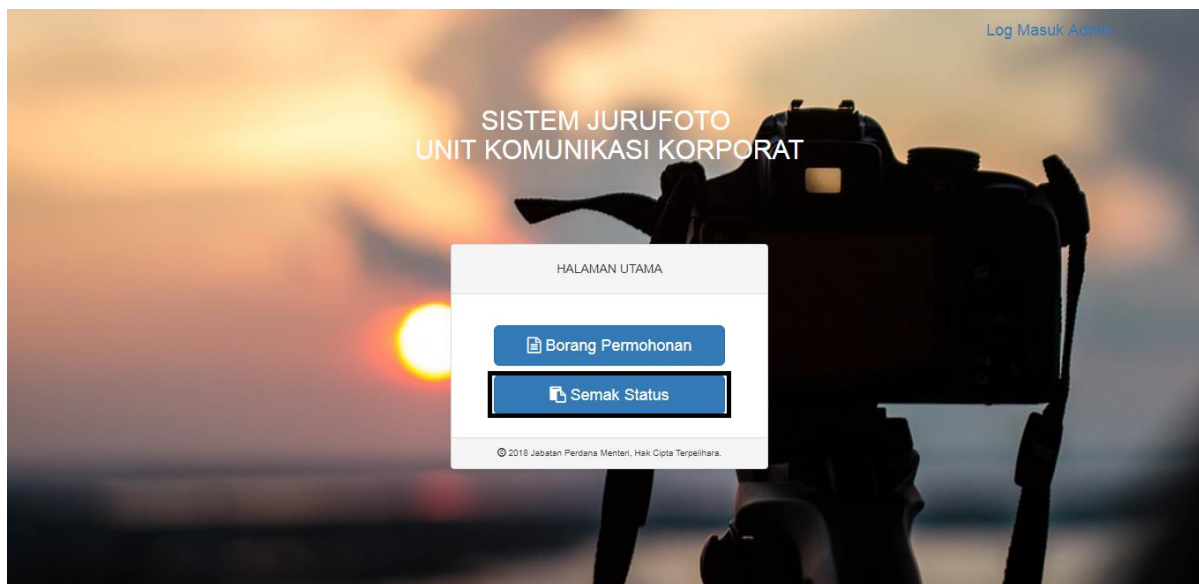 Log Masuk Admin
SISTEM JURUFOTO
UNIT KOMUNIKASI KORPORAT
HALAMAN UTAMA
Borang Permohonan
Semak Status
© 2018 Jabatan Perdana Menteri, Hak Cipta Terpelihara.